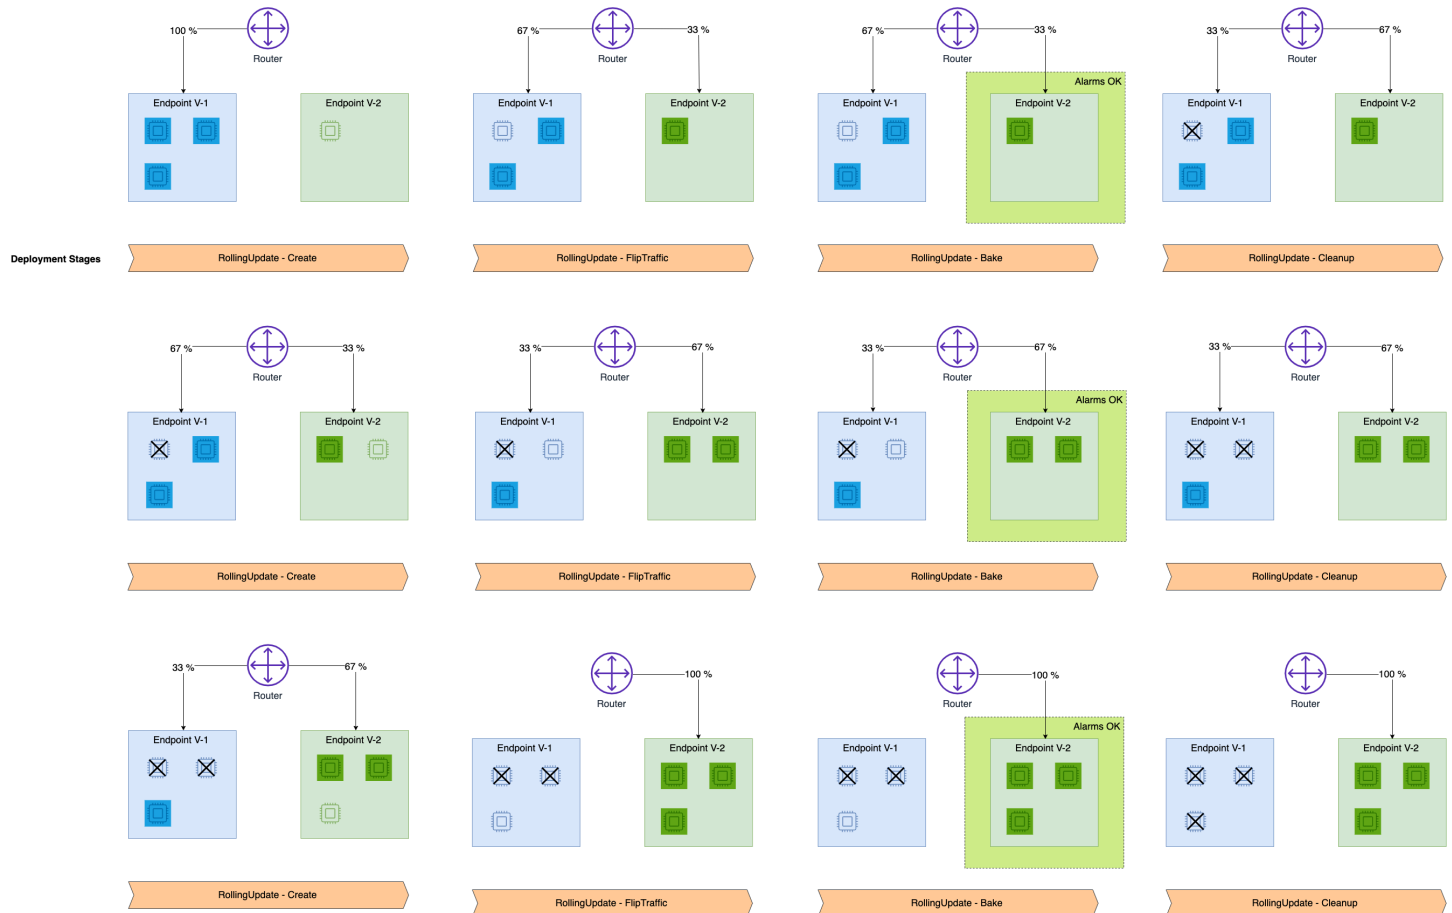 100 %
Router
Endpoint V-1
Endpoint V-2
67 %
33 %
Router
Endpoint V-1
Endpoint V-2
67 %
33 %
Router
Alarms OK
Endpoint V-1
Endpoint V-2
33 %
67 %
Router
Endpoint V-1
Endpoint V-2
Deployment Stages
RollingUpdate - Create
RollingUpdate - FlipTraffic
RollingUpdate - Bake
RollingUpdate - Cleanup
67 %
33 %
Router
Endpoint V-1
Endpoint V-2
33 %
67 %
Router
Endpoint V-1
Endpoint V-2
33 %
67 %
Router
Alarms OK
Endpoint V-1
Endpoint V-2
33 %
67 %
Router
Endpoint V-1
Endpoint V-2
RollingUpdate - Create
RollingUpdate - FlipTraffic
RollingUpdate - Bake
RollingUpdate - Cleanup
33 %
67 %
Router
Endpoint V-1
Endpoint V-2
100 %
Router
Endpoint V-1
Endpoint V-2
100 %
Router
Alarms OK
Endpoint V-1
Endpoint V-2
100 %
Router
Endpoint V-1
Endpoint V-2
RollingUpdate - Create
RollingUpdate - FlipTraffic
RollingUpdate - Bake
RollingUpdate - Cleanup